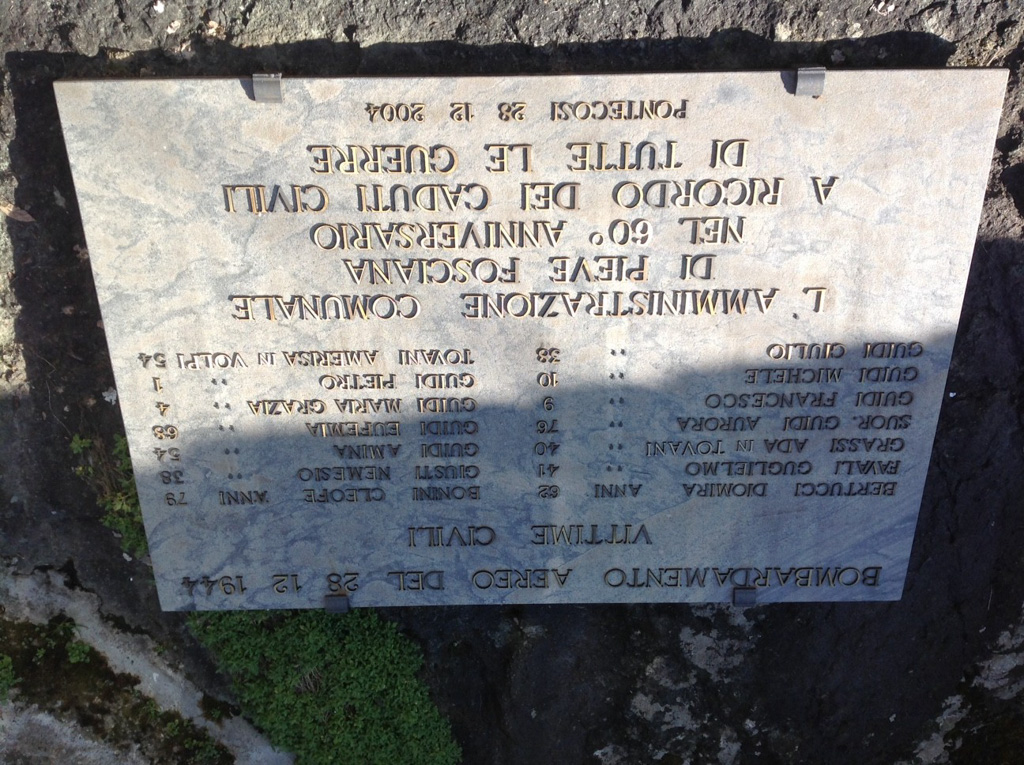 BOMBARDAMENTO AEREO DEL 28 12 1944
VITTIME CIVILI
BERTUCCI DIOMIRA ANNI 62 BONINI CLEOFE ANNI 79
FAVALI GUGLIELMO " 41 GIUSTI NEMESIO " 38
GRASSI ADA IN TOVANI " 40 GUIDI AMINA " 54
SUOR. GUIDI AURORA " 76 GUIDI EUFEMIA " 68
GUIDI FRANCESCO " 9 GUIDI MARIA GRAZIA " 4
GUIDI MICHELE " 10 GUIDI PIETRO " 1
GUIDI GIULIO " 38 TOVANI AMERISA IN VOLPI 54
L'AMMINISTRAZIONE COMUNALE
DI PIEVE FOSCIANA
NEL 60° ANNIVERSARIO
A RICORDO DEI CADUTI CIVILI
DI TUTTE LE GUERRE
PONTECOSI 28 12 2004